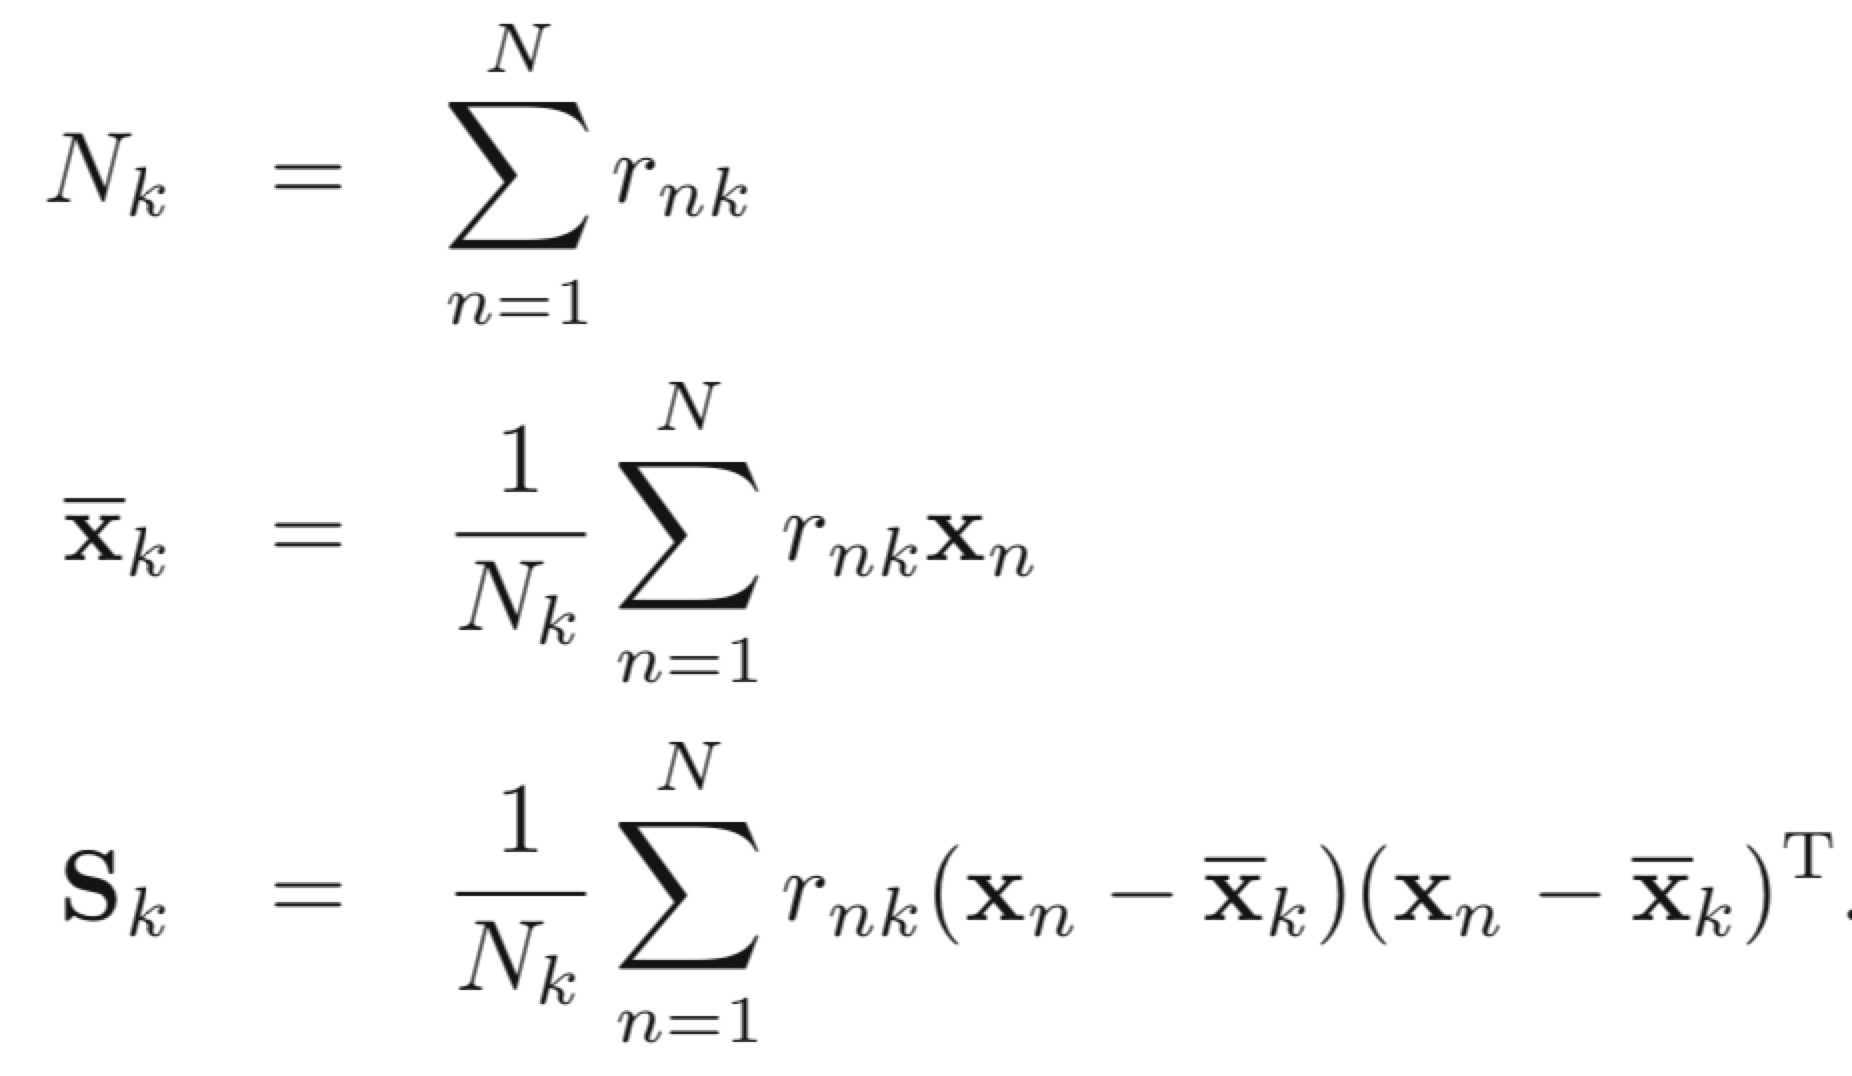 $N_k = \sum_{n=1}^{N} r_{nk}$
$\overline{\mathbf{x}}_k = \frac{1}{N_k} \sum_{n=1}^{N} r_{nk} \mathbf{x}_n$
$\mathbf{S}_k = \frac{1}{N_k} \sum_{n=1}^{N} r_{nk} (\mathbf{x}_n - \overline{\mathbf{x}}_k)(\mathbf{x}_n - \overline{\mathbf{x}}_k)^{\mathrm{T}}.$